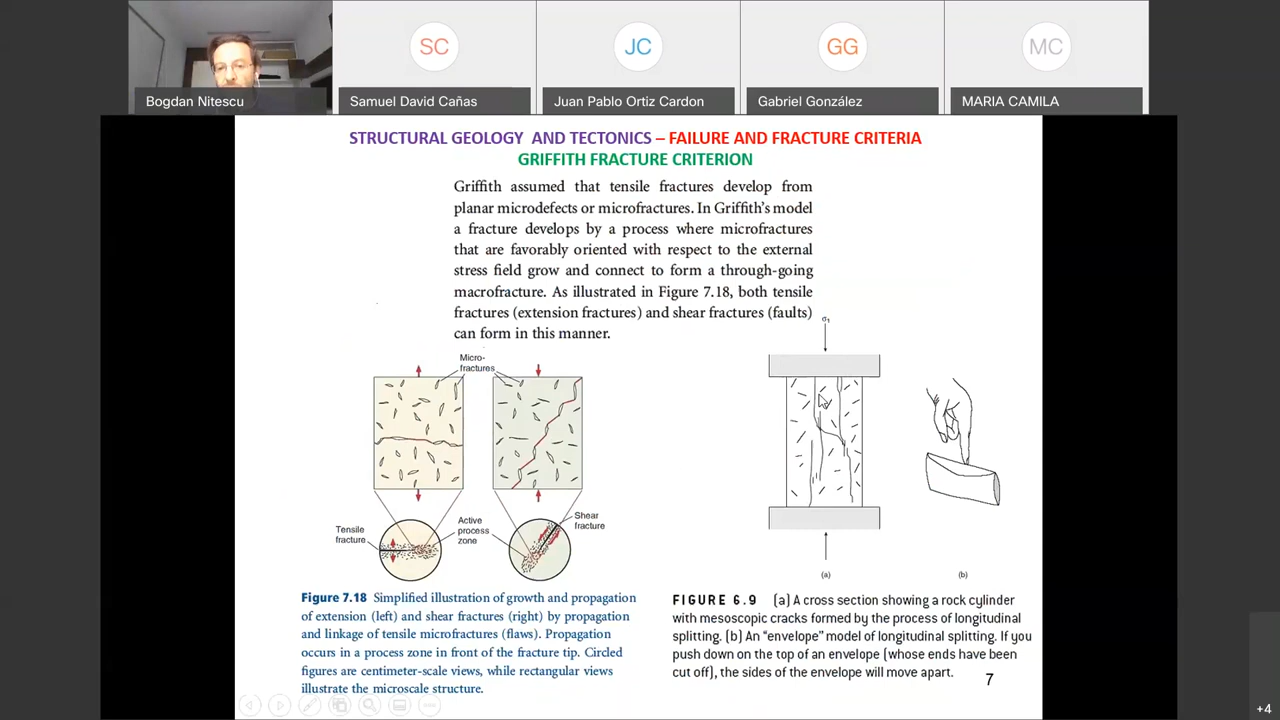 SC
JC
GG
MC
Bogdan Nitescu
Samuel David Cañas
Juan Pablo Ortiz Cardon
Gabriel González
MARIA CAMILA
STRUCTURAL GEOLOGY AND TECTONICS – FAILURE AND FRACTURE CRITERIA
GRIFFITH FRACTURE CRITERION
Griffith assumed that tensile fractures develop from
planar microdefects or microfractures. In Griffith's model
a fracture develops by a process where microfractures
that are favorably oriented with respect to the external
stress field grow and connect to form a through-going
macrofracture. As illustrated in Figure 7.18, both tensile
fractures (extension fractures) and shear fractures (faults)
can form in this manner.
Micro-
fractures
Tensile
fracture
Active
process
zone
Shear
fracture
Figure 7.18 Simplified illustration of growth and propagation
of extension (left) and shear fractures (right) by propagation
and linkage of tensile microfractures (flaws). Propagation
occurs in a process zone in front of the fracture tip. Circled
figures are centimeter-scale views, while rectangular views
illustrate the microscale structure.
σ₁
(a)
(b)
FIGURE 6.9 (a) A cross section showing a rock cylinder
with mesoscopic cracks formed by the process of longitudinal
splitting. (b) An "envelope" model of longitudinal splitting. If you
push down on the top of an envelope (whose ends have been
cut off), the sides of the envelope will move apart.
7
+4